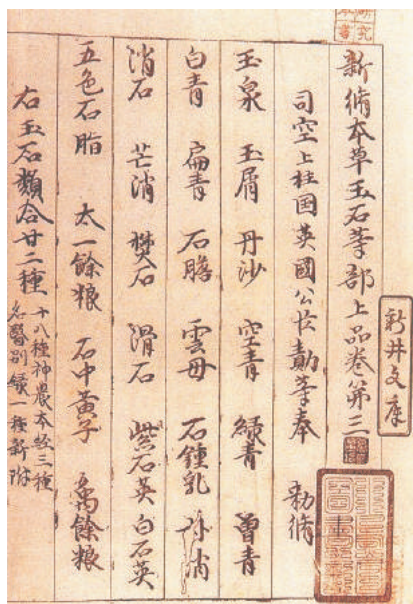 新脩本草玉石等部上品卷第三
司空上柱国英國公臣勣等奉 勑脩
玉泉 玉屑 丹沙 空青 緑青 曾青
白青 扁青 石膽 雲母 石鍾乳 朴消
消石 芒消 礬石 滑石 紫石英 白石英
五色石脂 太一餘粮 石中黃子 禹餘粮
右玉石類合廿二種 十八種神農本経三種
名醫別録一種新附
新井文庫